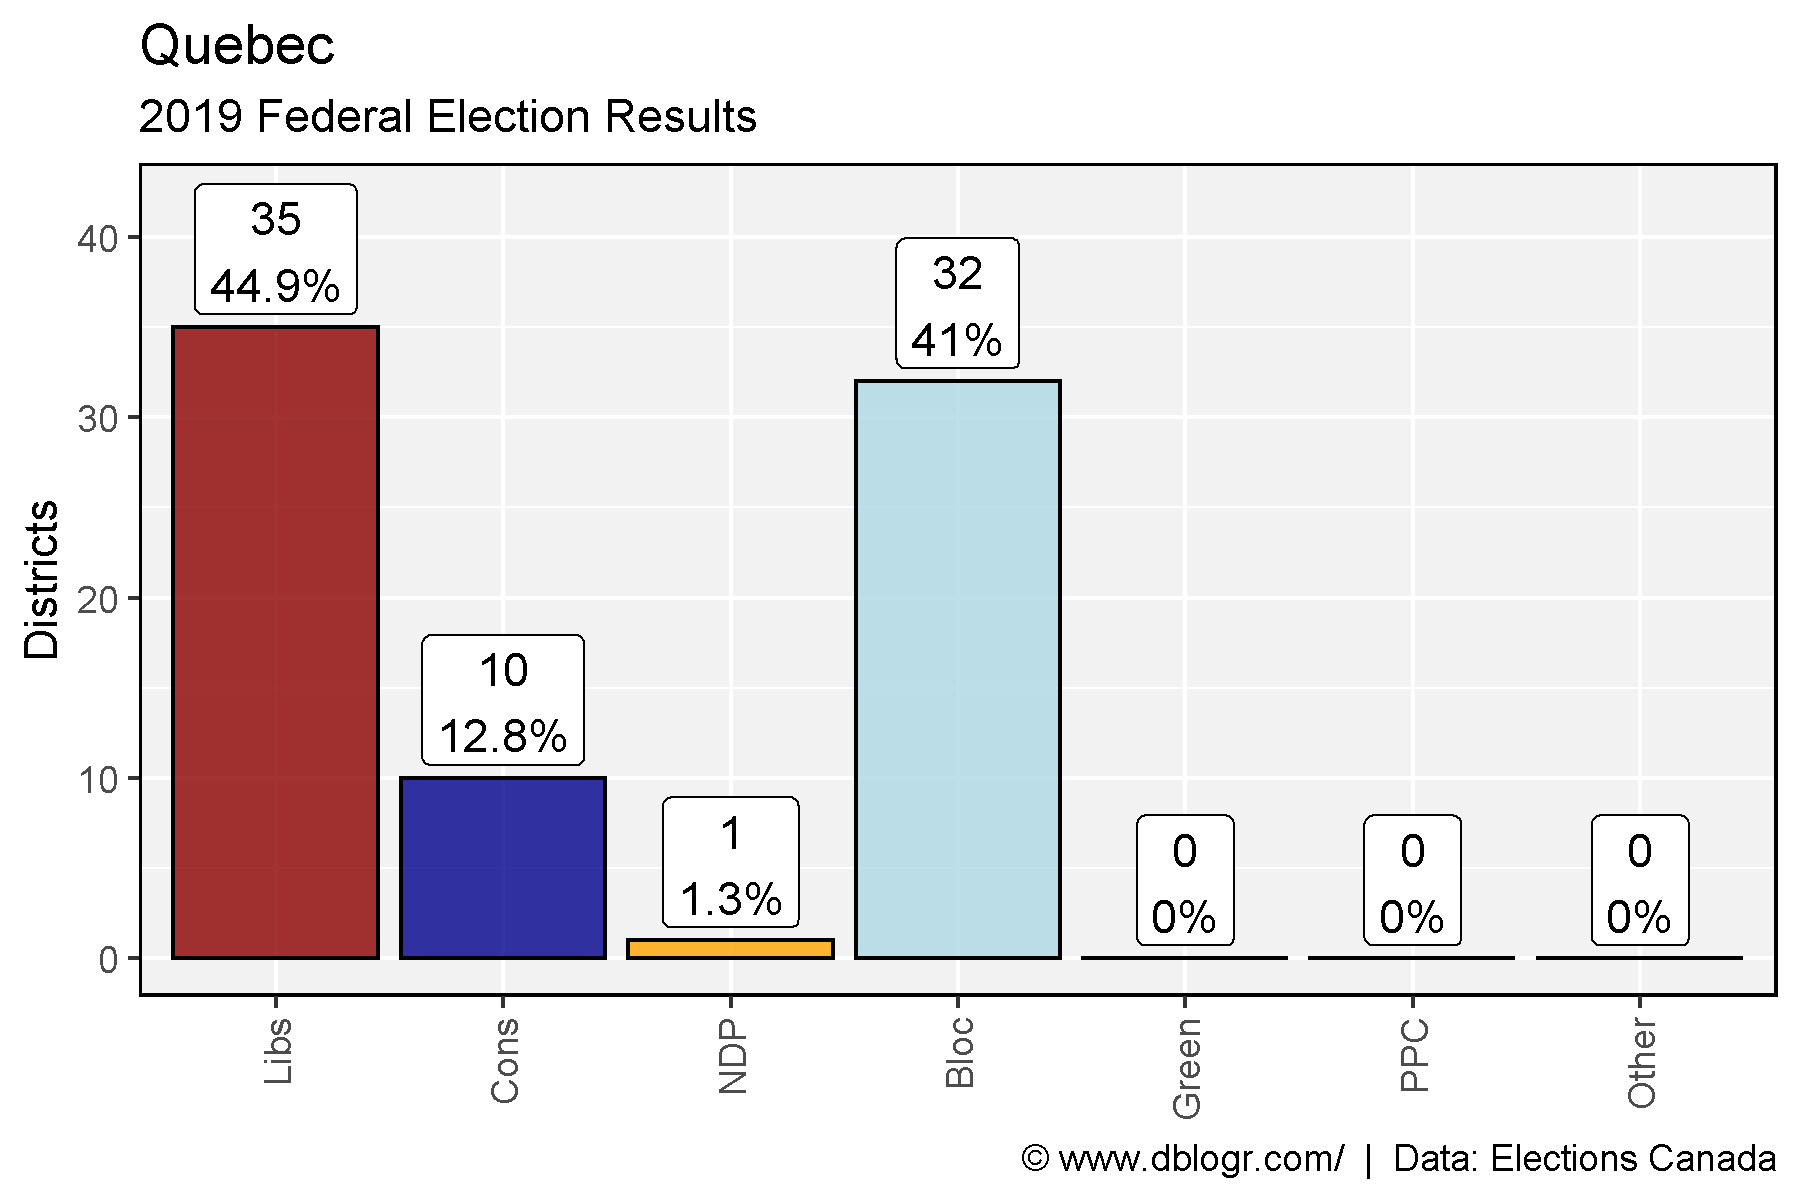 Quebec
2019 Federal Election Results
Districts
40
30
20
10
0
35
44.9%
10
12.8%
1
1.3%
32
41%
0
0%
0
0%
0
0%
Libs
Cons
NDP
Bloc
Green
PPC
Other
© www.dblogr.com/ | Data: Elections Canada